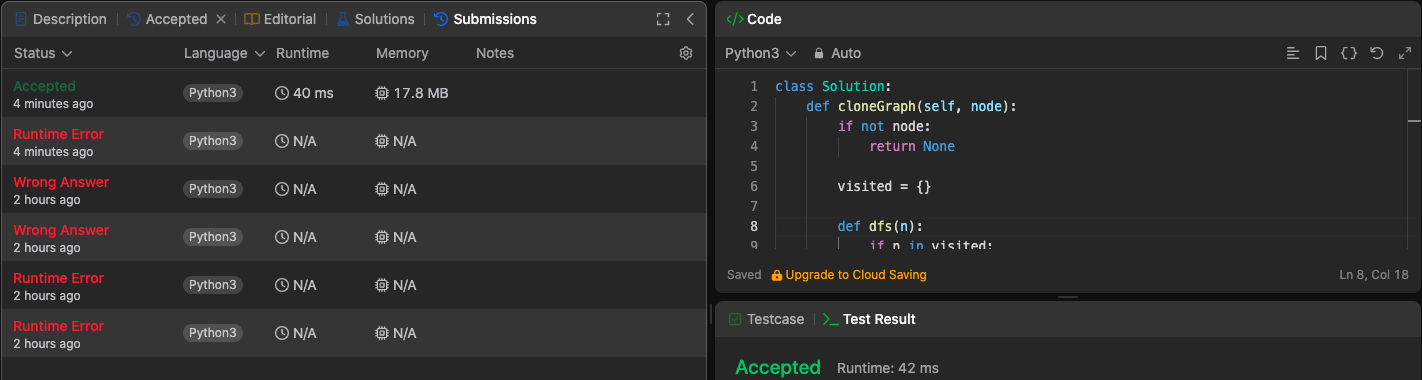 Description
Accepted
Editorial
Solutions
Submissions
Status
Language
Runtime
Memory
Notes
Accepted
4 minutes ago
Python3
40 ms
17.8 MB
Runtime Error
4 minutes ago
Python3
N/A
N/A
Wrong Answer
2 hours ago
Python3
N/A
N/A
Wrong Answer
2 hours ago
Python3
N/A
N/A
Runtime Error
2 hours ago
Python3
N/A
N/A
Runtime Error
2 hours ago
Python3
N/A
N/A
</> Code
Python3
Auto
1 class Solution:
2     def cloneGraph(self, node):
3         if not node:
4             return None
5
6         visited = {}
7
8         def dfs(n):
9             if n in visited:
Saved
Upgrade to Cloud Saving
Ln 8, Col 18
Testcase
Test Result
Accepted
Runtime: 42 ms